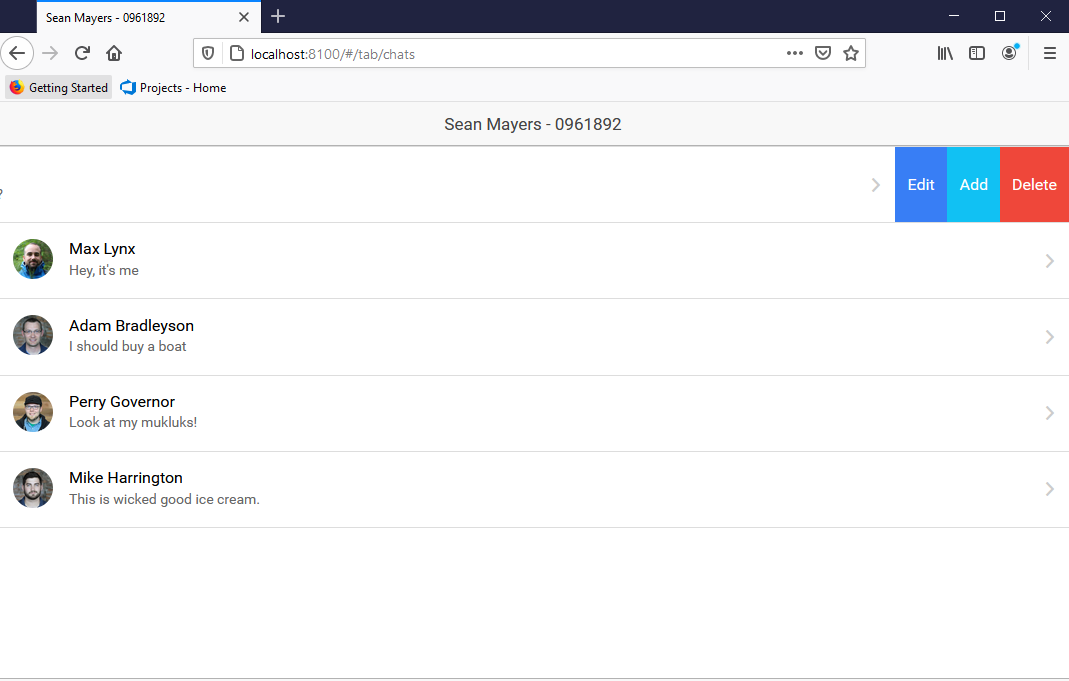 Sean Mayers - 0961892
localhost:8100/#/tab/chats
Getting Started
Projects - Home
Sean Mayers - 0961892
?
Edit
Add
Delete
Max Lynx
Hey, it's me
Adam Bradleyson
I should buy a boat
Perry Governor
Look at my mukluks!
Mike Harrington
This is wicked good ice cream.